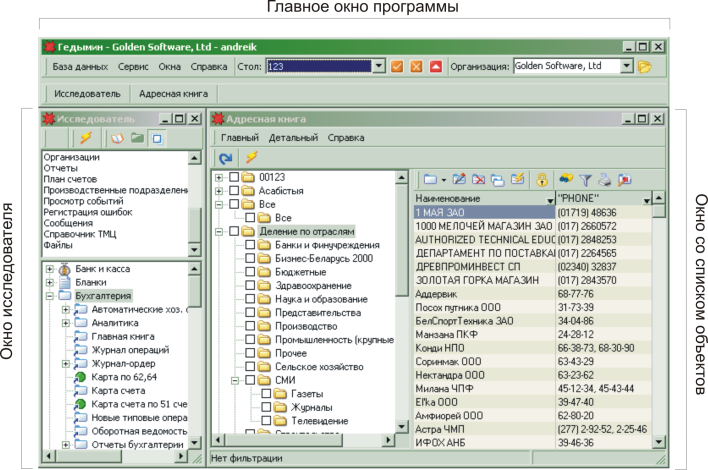 Главное окно программы
Гедымин - Golden Software, Ltd - andreik
База данных Сервис Окна Справка Стол: 123 Организация: Golden Software, Ltd
Исследователь Адресная книга
Окно исследователя
Исследователь
Организации
Отчеты
План счетов
Производственные подразделен
Просмотр событий
Регистрация ошибок
Сообщения
Справочник ТМЦ
Файлы
Банк и касса
Бланки
Бухгалтерия
Автоматические хоз. о
Аналитика
Главная книга
Журнал операций
Журнал-ордер
Карта по 62,64
Карта счета
Карта счета по 51 сче
Новые типовые опера
Оборотная ведомость
Отчеты бухгалтерии
Адресная книга
Главный Детальный Справка
00123
Асабістыя
Все
Все
Деление по отраслям
Банки и финучреждения
Бизнес-Беларусь 2000
Бюджетные
Здравоохранение
Наука и образование
Представительства
Производство
Промышленность (крупные
Прочее
Сельское хозяйство
СМИ
Газеты
Журналы
Телевидение
Строительство
Наименование "PHONE"
1 МАЯ ЗАО (01719) 48636
1000 МЕЛОЧЕЙ МАГАЗИН ЗАО (017) 2660572
AUTHORIZED TECHNICAL EDUC (017) 2848253
ДЕПАРТАМЕНТ ПО ПОСТАВКАМ (017) 2264565
ДРЕВПРОМИНВЕСТ СП (02340) 32837
ЗОЛОТАЯ ГОРКА МАГАЗИН (017) 2843570
Аддервик 68-77-76
Посох путника ООО 31-73-39
БелСпортТехника ЗАО 34-04-86
Манзана ПКФ 24-28-12
Конди НПО 66-38-73, 68-30-90
Соринмак ООО 63-43-29
Нектандра ООО 63-23-62
Милана ЧПФ 45-12-34, 45-43-44
ЕГка ООО 39-47-40
Амфиорей ООО 62-80-20
Астра ЧМП (277) 2-92-52, 2-25-46
ИФОХ АНБ 39-46-36
Нет фильтрации
Окно со списком объектов